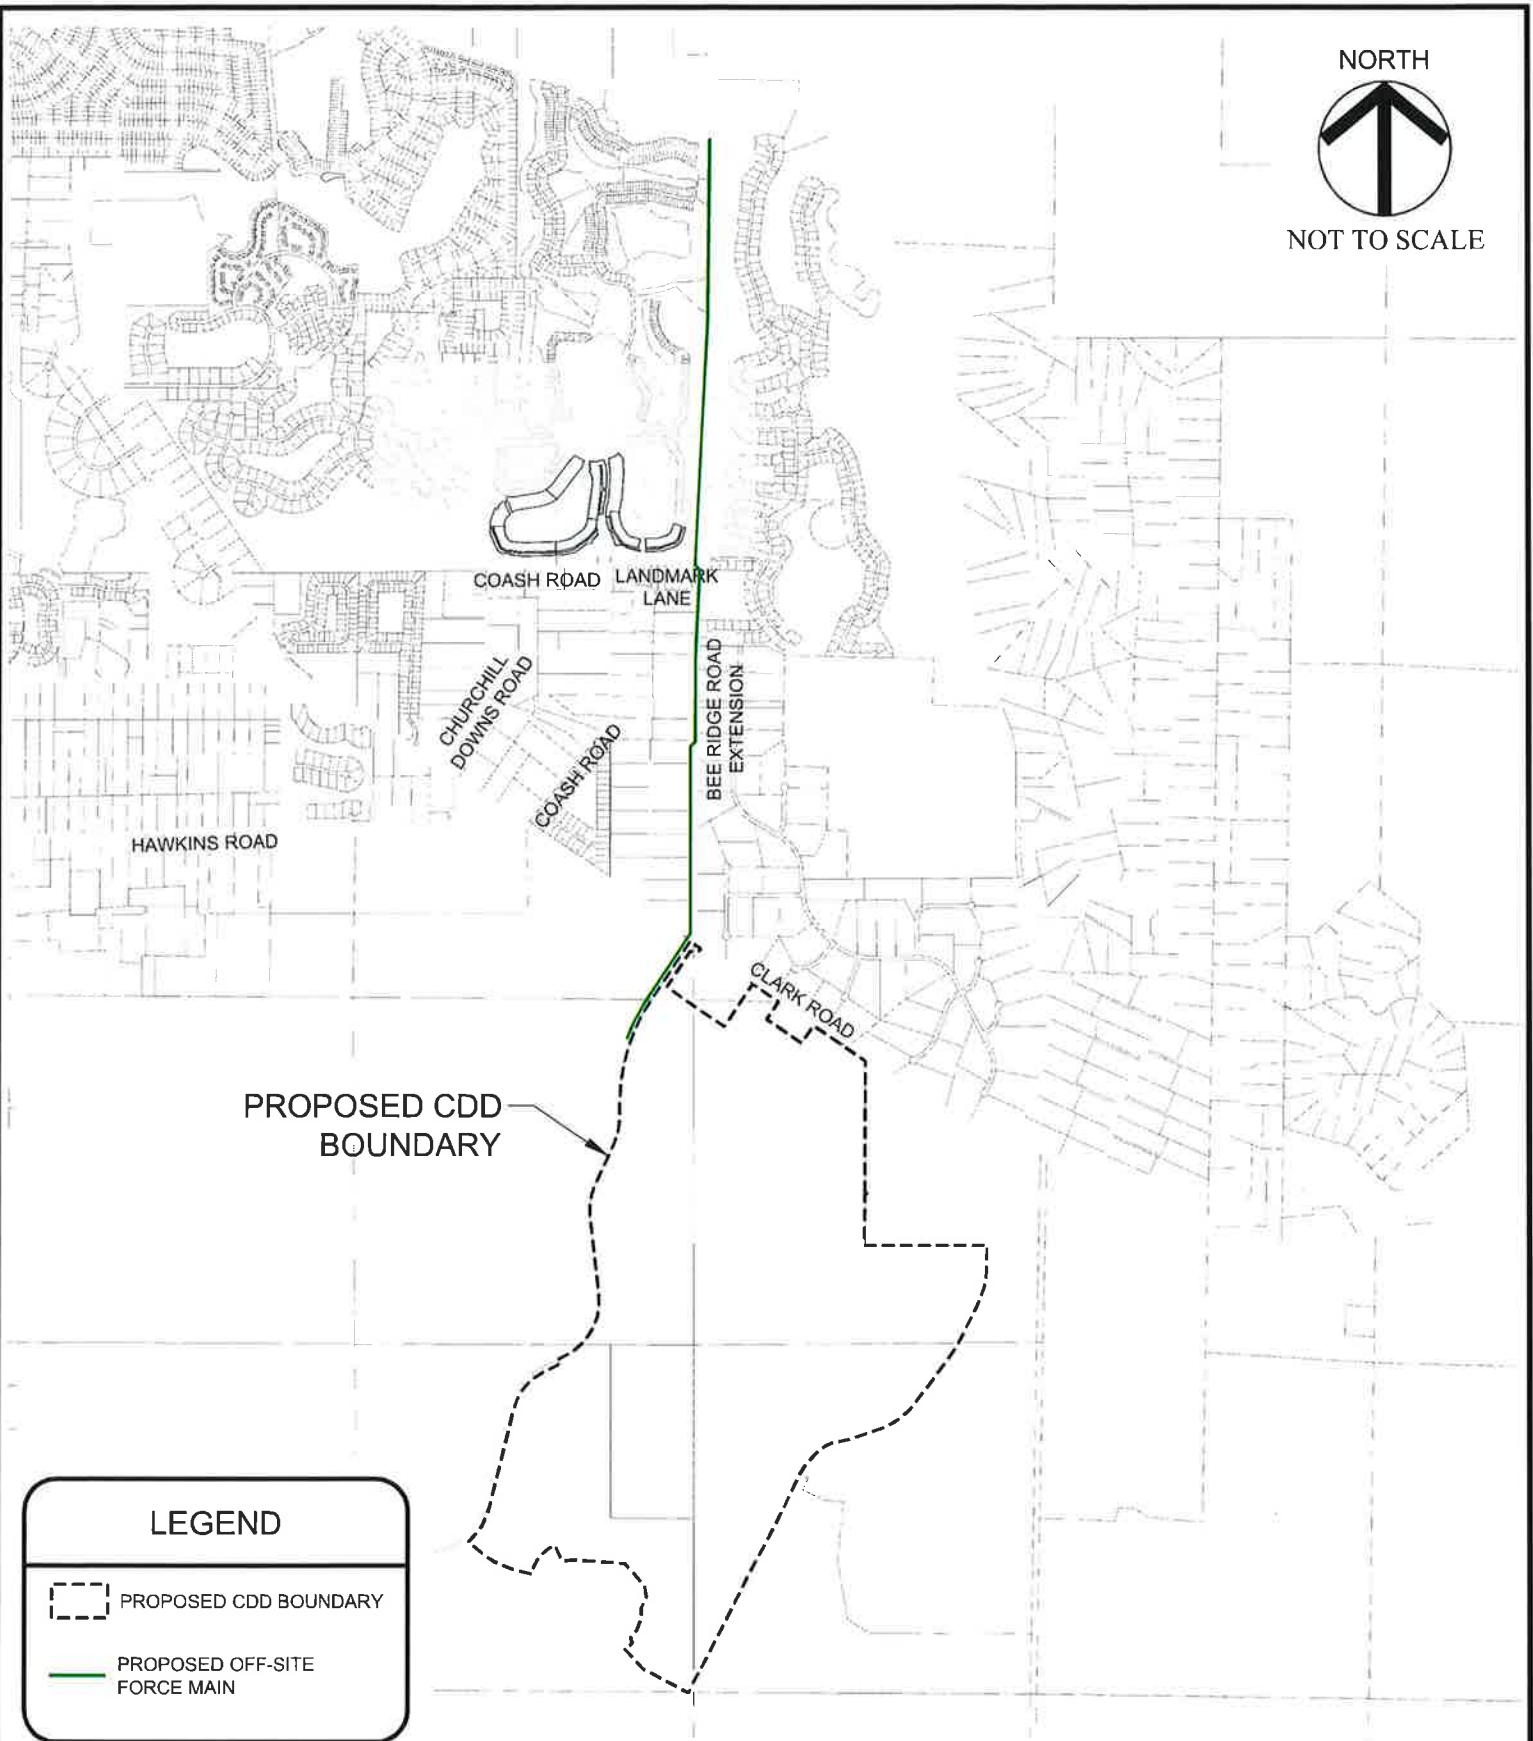 NORTH
NOT TO SCALE
COASH ROAD
LANDMARK
LANE
CHURCHILL
DOWNS ROAD
COASH ROAD
BEE RIDGE ROAD
EXTENSION
HAWKINS ROAD
CLARK ROAD
PROPOSED CDD
BOUNDARY
LEGEND
PROPOSED CDD BOUNDARY
PROPOSED OFF-SITE
FORCE MAIN